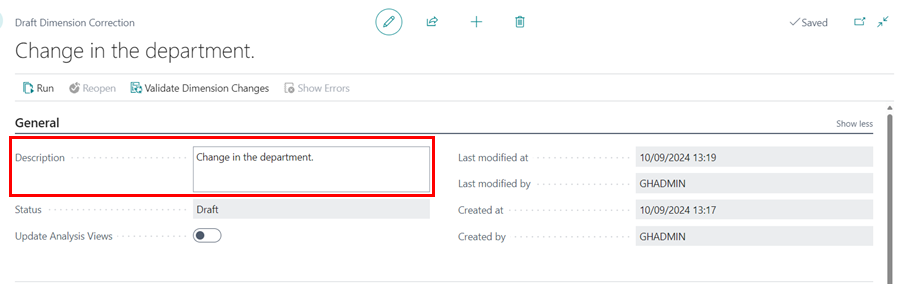 Draft Dimension Correction
Saved
Change in the department.
Run Reopen Validate Dimension Changes Show Errors
General Show less
Description Change in the department.
Last modified at 10/09/2024 13:19
Last modified by GHADMIN
Status Draft
Created at 10/09/2024 13:17
Update Analysis Views
Created by GHADMIN